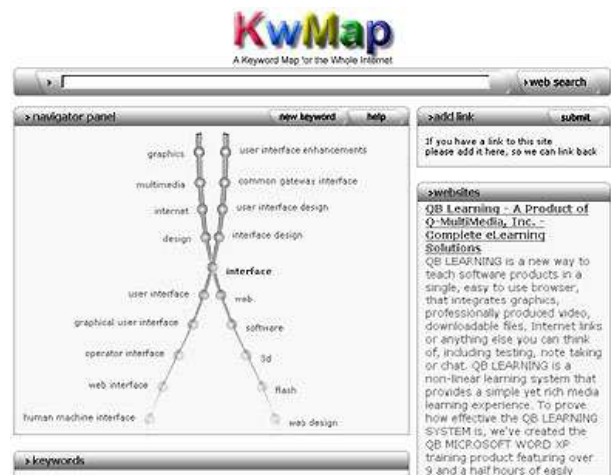 KwMap
A Keyword Map for the Whole Internet
web search
navigator panel
new keyword
help
graphics
user interface enhancements
multimedia
common gateway interface
internet
user interface design
design
interface design
interface
user interface
web
graphical user interface
software
operator interface
3d
web interface
flash
human machine interface
web design
keywords
add link
submit
If you have a link to this site
please add it here, so we can link back
websites
QB Learning - A Product of
Q-MultiMedia, Inc. -
Complete eLearning
Solutions
QB LEARNING is a new way to
teach software products in a
single, easy to use browser,
that integrates graphics,
professionally produced video,
downloadable files, Internet links
or anything else you can think
of, including testing, note taking
or chat. QB LEARNING is a
non-linear learning system that
provides a simple yet rich media
learning experience. To prove
how effective the QB LEARNING
SYSTEM is, we've created the
QB MICROSOFT WORD XP
training product featuring over
9 and a half hours of easily